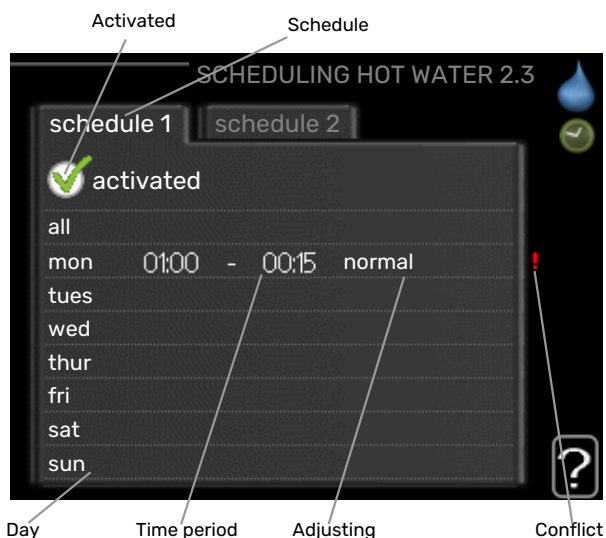 Activated
Schedule
SCHEDULING HOT WATER 2.3
schedule 1 schedule 2
activated
all
mon 01:00 - 00:15 normal !
tues
wed
thur
fri
sat
sun
?
Day Time period Adjusting Conflict